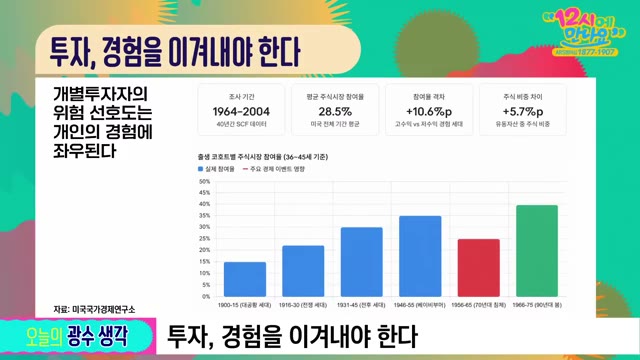 투자, 경험을 이겨내야 한다
12시에
만나요
1877-1907
개별투자자의
위험 선호도는
개인의 경험에
좌우된다
조사 기간
1964–2004
40년간 SCF 데이터
평균 주식시장 참여율
28.5%
미국 전체 기간 평균
참여율 격차
+10.6%p
고수익 vs 저수익 경험 세대
주식 비중 차이
+5.7%p
유동자산 중 주식 비중
출생 코호트별 주식시장 참여율 (36~45세 기준)
실제 참여율
주요 경제 이벤트 영향
50%
45%
40%
35%
30%
25%
20%
15%
10%
5%
0%
1900-15 (대공황 세대)
1916-30 (전쟁 세대)
1931-45 (전후 세대)
1946-55 (베이비부머)
1956-65 (70년대 침체)
1966-75 (90년대 붐)
자료: 미국국가경제연구소
오늘의 광수 생각
투자, 경험을 이겨내야 한다